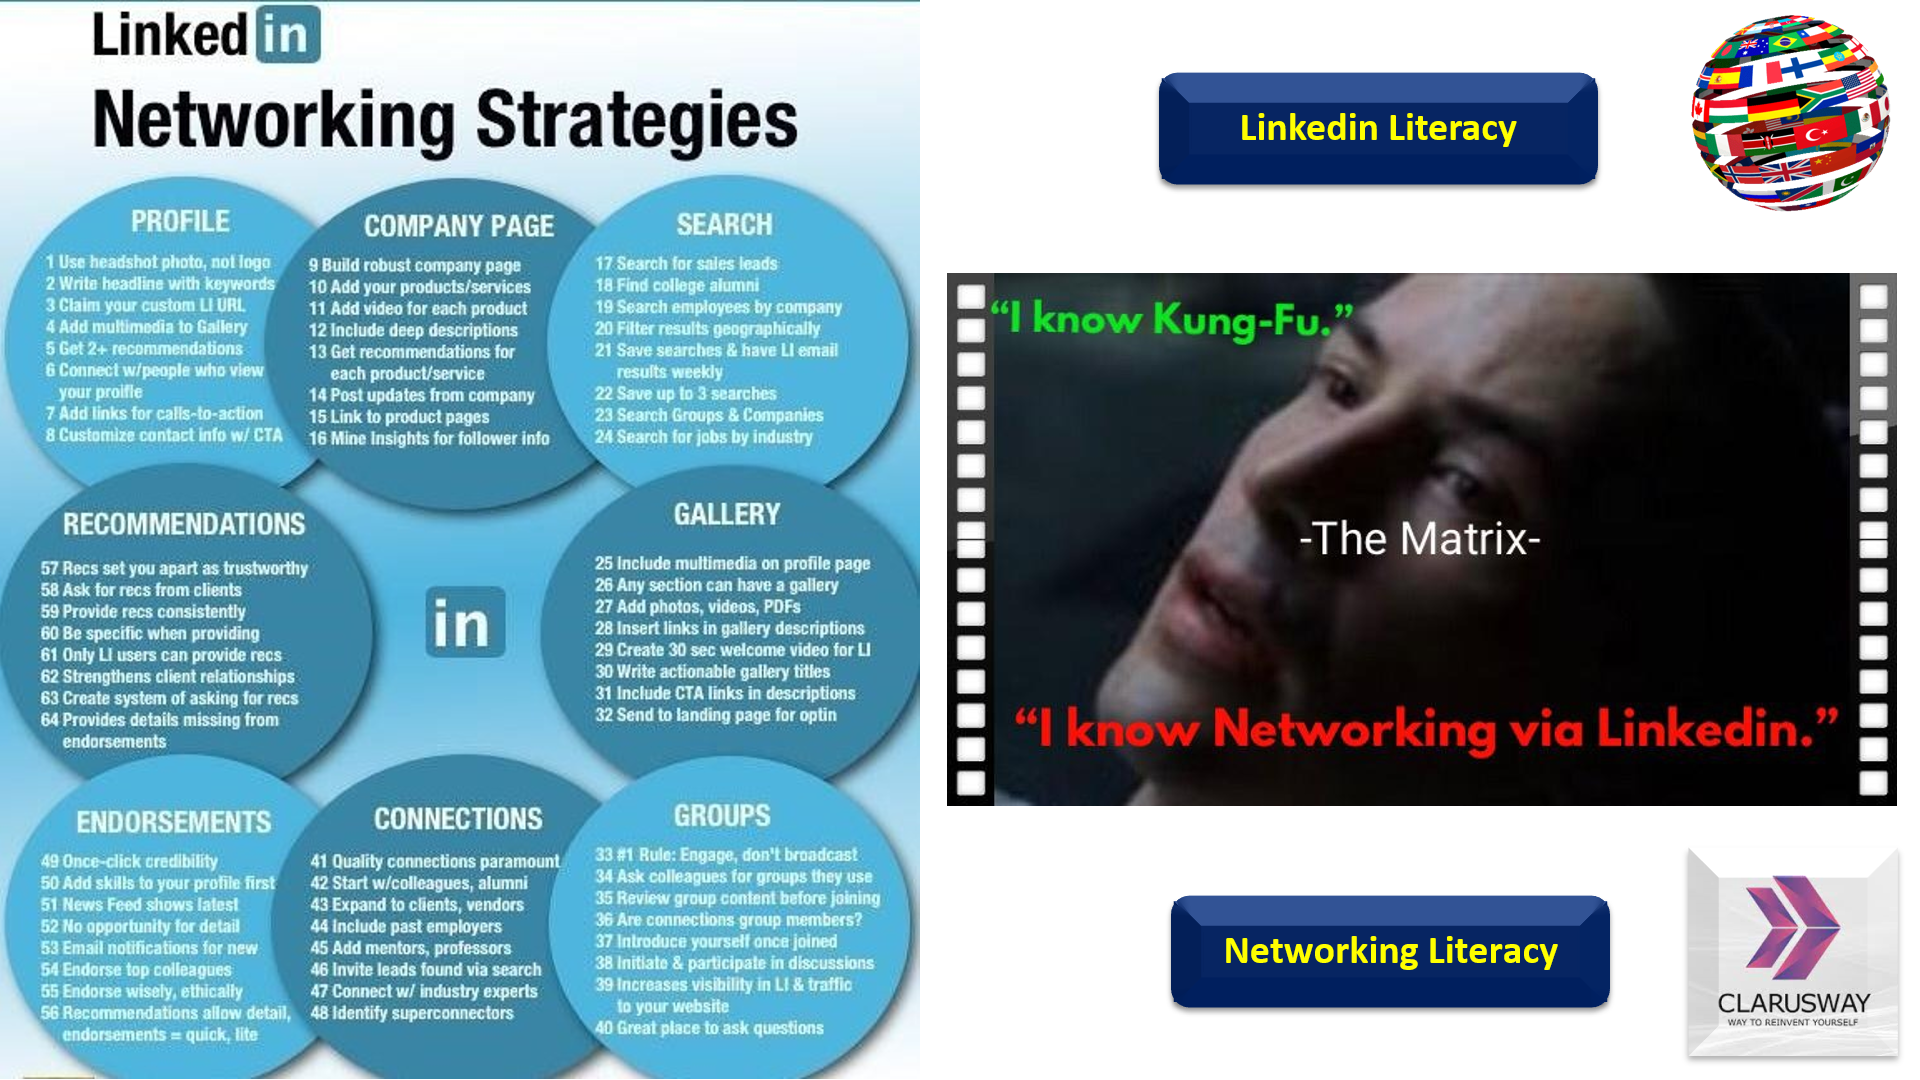 Linked in
Networking Strategies
PROFILE
1 Use headshot photo, not logo
2 Write headline with keywords
3 Claim your custom LI URL
4 Add multimedia to Gallery
5 Get 2+ recommendations
6 Connect w/people who view
your proifle
7 Add links for calls-to-action
8 Customize contact info w/ CTA
COMPANY PAGE
9 Build robust company page
10 Add your products/services
11 Add video for each product
12 Include deep descriptions
13 Get recommendations for
each product/service
14 Post updates from company
15 Link to product pages
16 Mine Insights for follower info
SEARCH
17 Search for sales leads
18 Find college alumni
19 Search employees by company
20 Filter results geographically
21 Save searches & have LI email
results weekly
22 Save up to 3 searches
23 Search Groups & Companies
24 Search for jobs by industry
RECOMMENDATIONS
57 Recs set you apart as trustworthy
58 Ask for recs from clients
59 Provide recs consistently
60 Be specific when providing
61 Only LI users can provide recs
62 Strengthens client relationships
63 Create system of asking for recs
64 Provides details missing from
endorsements
in
GALLERY
25 Include multimedia on profile page
26 Any section can have a gallery
27 Add photos, videos, PDFs
28 Insert links in gallery descriptions
29 Create 30 sec welcome video for LI
30 Write actionable gallery titles
31 Include CTA links in descriptions
32 Send to landing page for optin
ENDORSEMENTS
49 Once-click credibility
50 Add skills to your profile first
51 News Feed shows latest
52 No opportunity for detail
53 Email notifications for new
54 Endorse top colleagues
55 Endorse wisely, ethically
56 Recommendations allow detail,
endorsements = quick, lite
CONNECTIONS
41 Quality connections paramount
42 Start w/colleagues, alumni
43 Expand to clients, vendors
44 Include past employers
45 Add mentors, professors
46 Invite leads found via search
47 Connect w/ industry experts
48 Identify superconnectors
GROUPS
33 #1 Rule: Engage, don't broadcast
34 Ask colleagues for groups they use
35 Review group content before joining
36 Are connections group members?
37 Introduce yourself once joined
38 Initiate & participate in discussions
39 Increases visibility in LI & traffic
to your website
40 Great place to ask questions
Linkedin Literacy
“I know Kung-Fu.”
-The Matrix-
“I know Networking via Linkedin.”
Networking Literacy
CLARUSWAY
WAY TO REINVENT YOURSELF